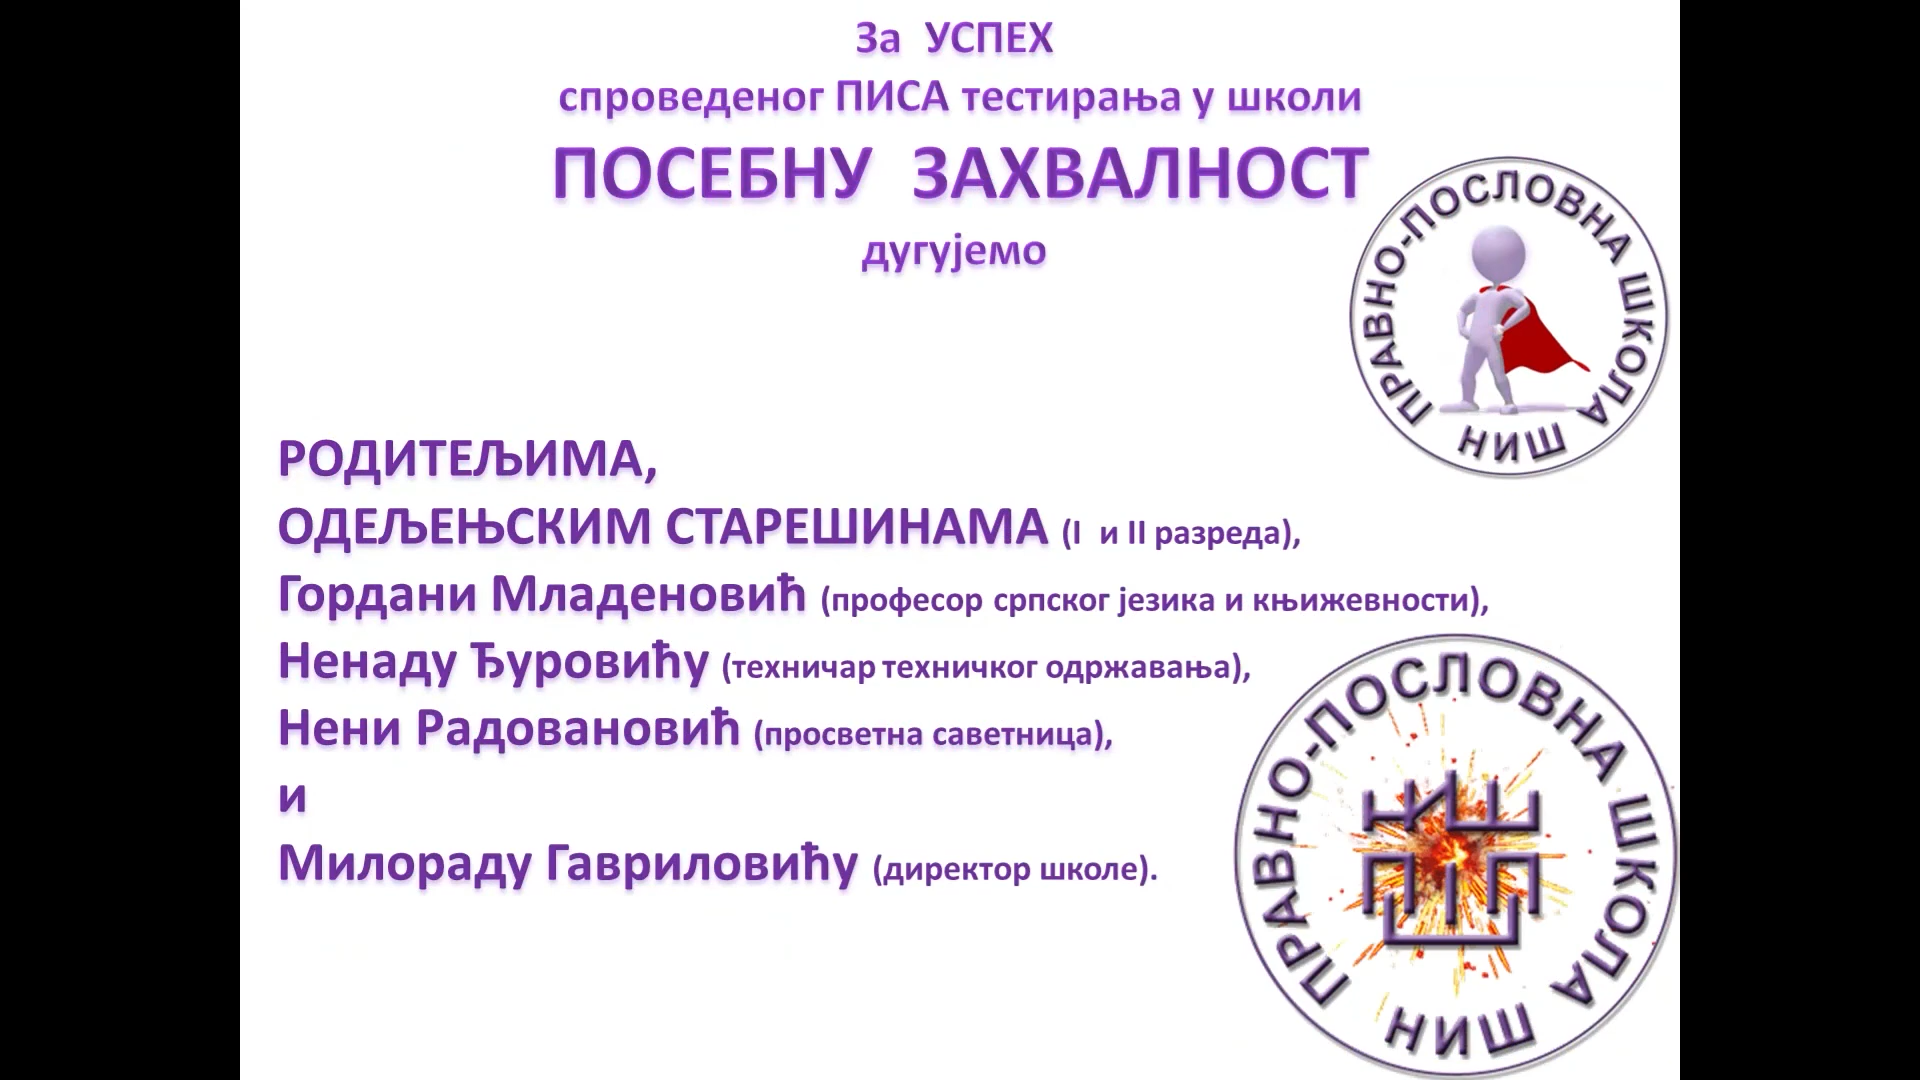 За УСПЕХ
спроведеног ПИСА тестирања у школи
ПОСЕБНУ ЗАХВАЛНОСТ
дугујемо
ПРАВНО-ПОСЛОВНА ШКОЛА
НИШ
РОДИТЕЉИМА,
ОДЕЉЕЊСКИМ СТАРЕШИНАМА (I и II разреда),
Гордани Младеновић (професор српског језика и књижевности),
Ненаду Ђуровићу (техничар техничког одржавања),
Нени Радовановић (просветна саветница),
и
Милораду Гавриловићу (директор школе).
ПРАВНО-ПОСЛОВНА ШКОЛА
НИШ
НИШ